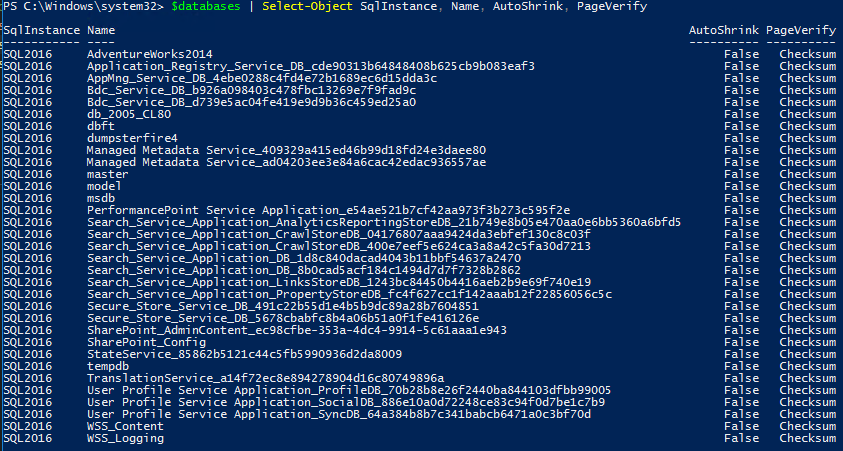 PS C:\Windows\system32> $databases | Select-Object SqlInstance, Name, AutoShrink, PageVerify
SqlInstance Name AutoShrink PageVerify
----------- ---- ---------- ----------
SQL2016 AdventureWorks2014 False Checksum
SQL2016 Application_Registry_Service_DB_cde90313b64848408b625cb9b083eaf3 False Checksum
SQL2016 AppMng_Service_DB_4ebe0288c4fd4e72b1689ec6d15dda3c False Checksum
SQL2016 Bdc_Service_DB_b926a098403c478fbc13269e7f9fad9c False Checksum
SQL2016 Bdc_Service_DB_d739e5ac04fe419e9d9b36c459ed25a0 False Checksum
SQL2016 db_2005_CL80 False Checksum
SQL2016 dbft False Checksum
SQL2016 dumpsterfire4 False Checksum
SQL2016 Managed Metadata Service_409329a415ed46b99d18fd24e3daee80 False Checksum
SQL2016 Managed Metadata Service_ad04203ee3e84a6cac42edac936557ae False Checksum
SQL2016 master False Checksum
SQL2016 model False Checksum
SQL2016 msdb False Checksum
SQL2016 PerformancePoint Service Application_e54ae521b7cf42aa973f3b273c595f2e False Checksum
SQL2016 Search_Service_Application_AnalyticsReportingStoreDB_21b749e8b05e470aa0e6bb5360a6bfd5 False Checksum
SQL2016 Search_Service_Application_CrawlStoreDB_04176807aaa9424da3ebfef130c8c03f False Checksum
SQL2016 Search_Service_Application_CrawlStoreDB_400e7eef5e624ca3a8a42c5fa30d7213 False Checksum
SQL2016 Search_Service_Application_DB_1d8c840dacad4043b11bbf54637a2470 False Checksum
SQL2016 Search_Service_Application_DB_8b0cad5acf184c1494d7d7f7328b2862 False Checksum
SQL2016 Search_Service_Application_LinksStoreDB_1243bc84450b4416aeb2b9e69f740e19 False Checksum
SQL2016 Search_Service_Application_PropertyStoreDB_fc4f627cc1f142aaab12f22856056c5c False Checksum
SQL2016 Secure_Store_Service_DB_491c22b55d1e4b5b9dc89a28b7604851 False Checksum
SQL2016 Secure_Store_Service_DB_5678cbabfc8b4a06b51a0f1fe416126e False Checksum
SQL2016 SharePoint_AdminContent_ec98cfbe-353a-4dc4-9914-5c61aaa1e943 False Checksum
SQL2016 SharePoint_Config False Checksum
SQL2016 StateService_85862b5121c44c5fb5990936d2da8009 False Checksum
SQL2016 tempdb False Checksum
SQL2016 TranslationService_a14f72ec8e894278904d16c80749896a False Checksum
SQL2016 User Profile Service Application_ProfileDB_70b28b8e26f2440ba844103dfbb99005 False Checksum
SQL2016 User Profile Service Application_SocialDB_886e10a0d72248ce83c94f0d7be1c7b9 False Checksum
SQL2016 User Profile Service Application_SyncDB_64a384b8b7c341babcb6471a0c3bf70d False Checksum
SQL2016 WSS_Content False Checksum
SQL2016 WSS_Logging False Checksum